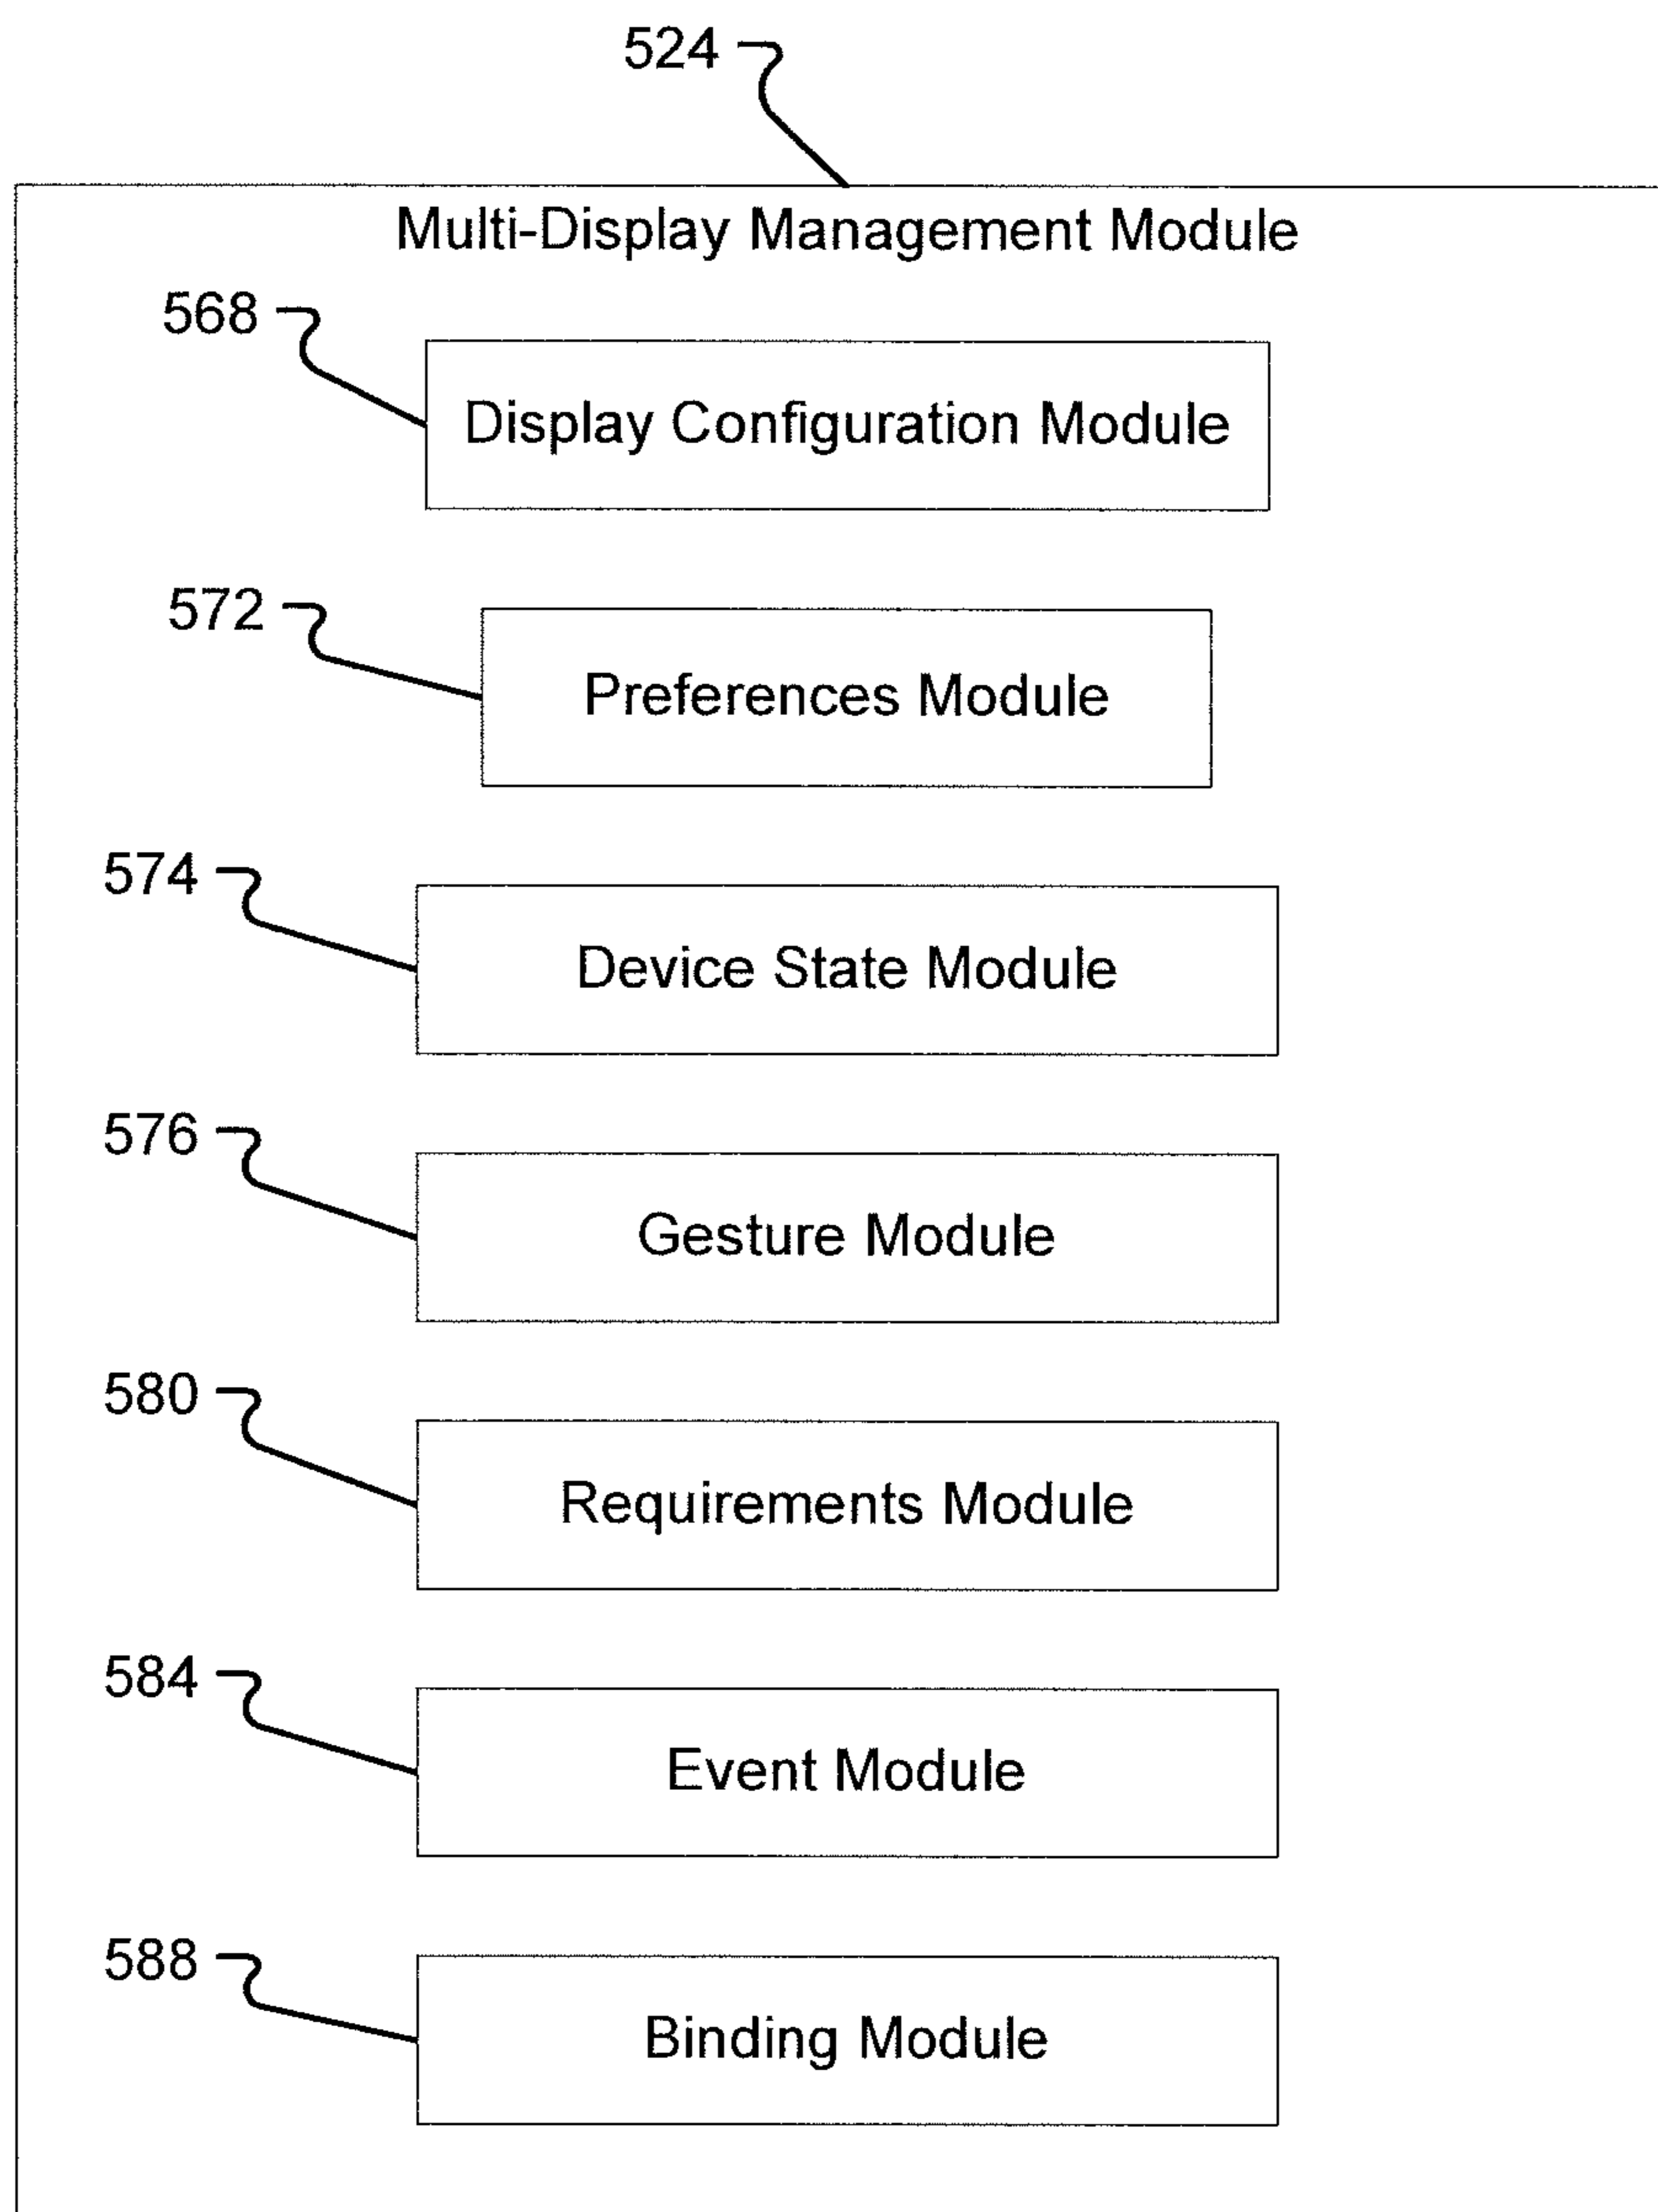 524
Multi-Display Management Module
568
Display Configuration Module
572
Preferences Module
574
Device State Module
576
Gesture Module
580
Requirements Module
584
Event Module
588
Binding Module